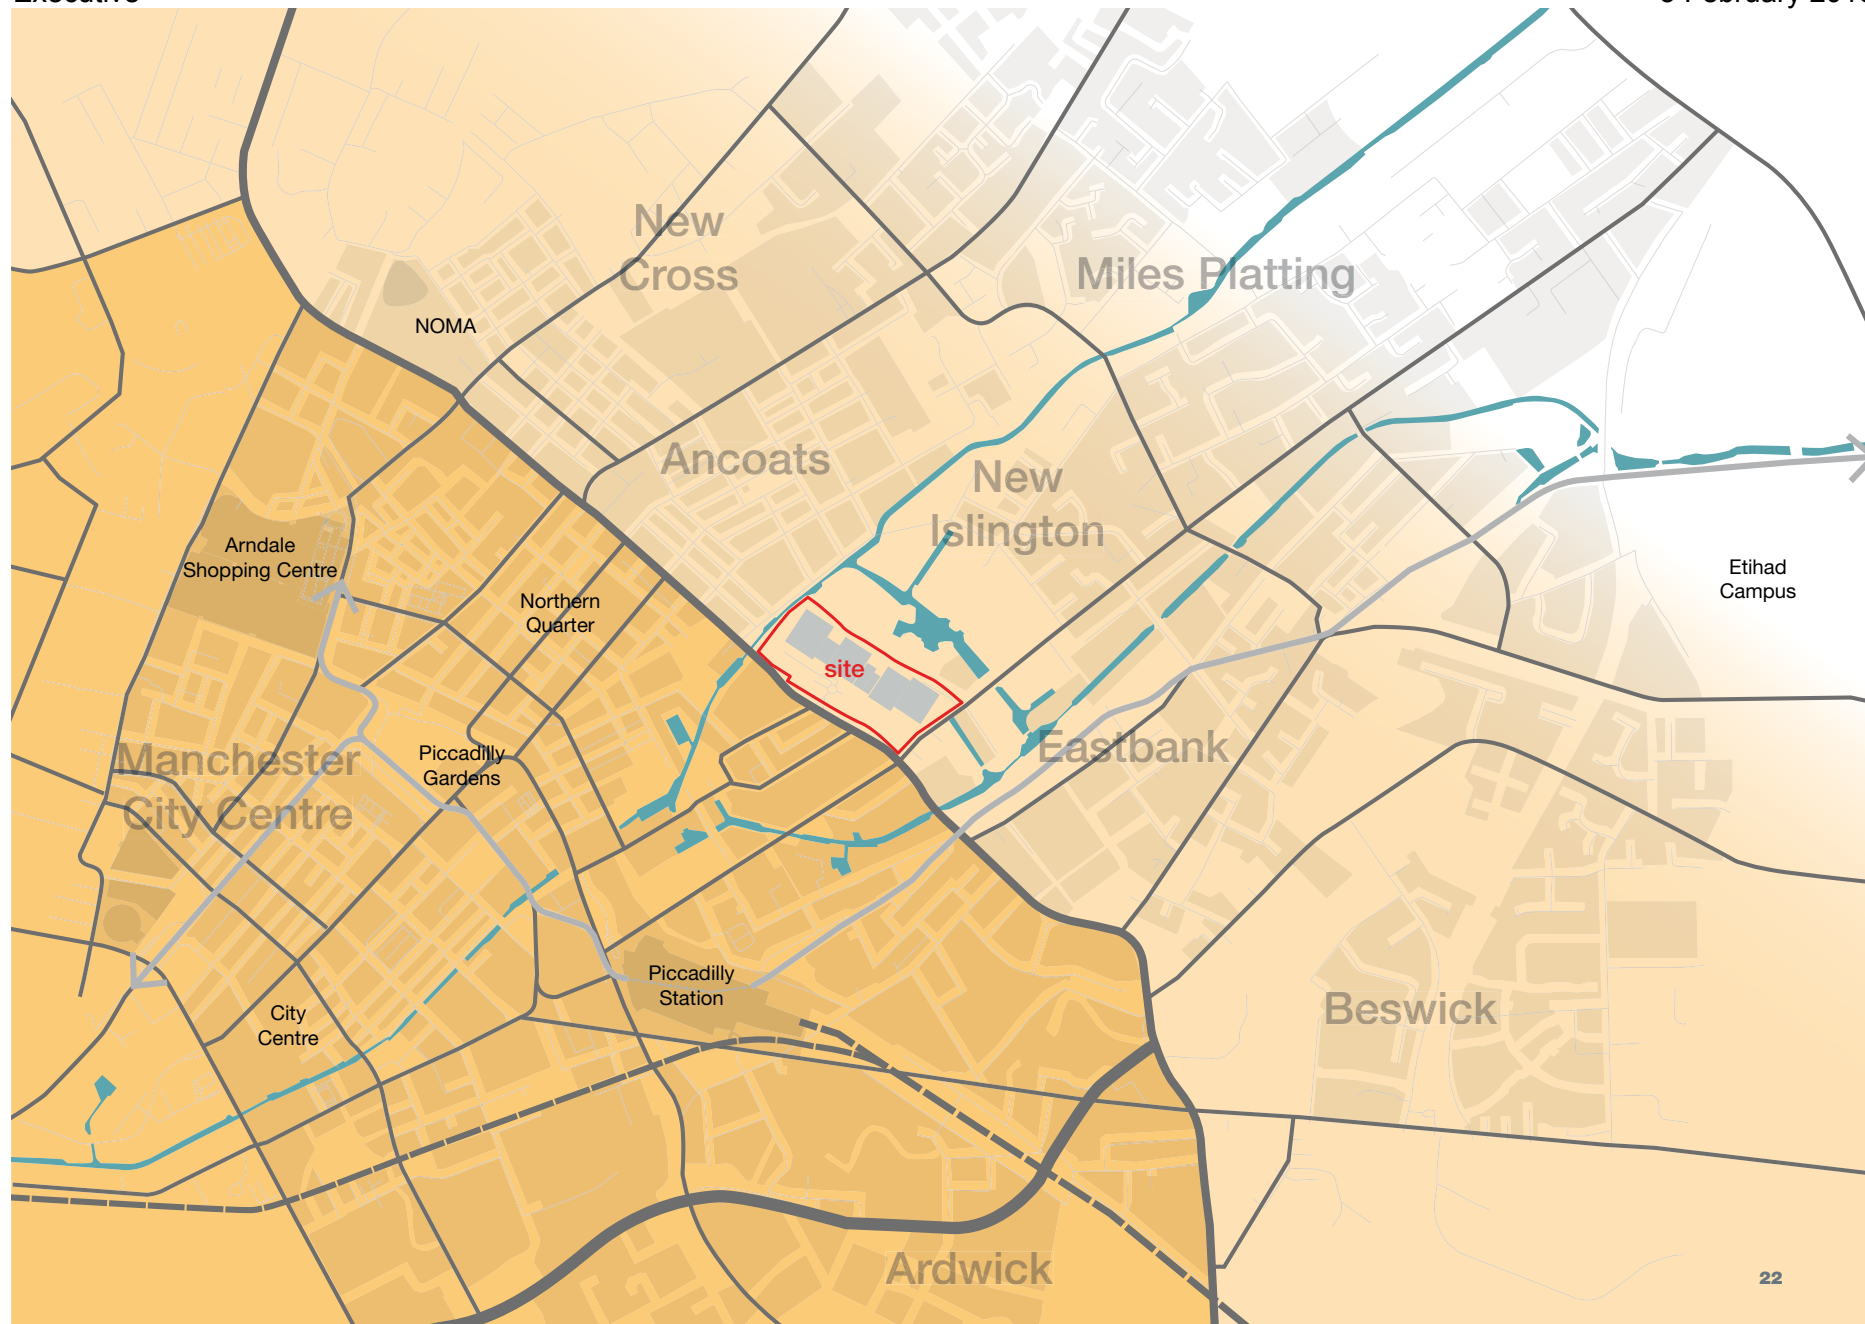 New
Cross
Miles Platting
NOMA
Ancoats
New
Islington
Arndale
Shopping Centre
Northern
Quarter
Etihad
Campus
site
Manchester
City Centre
Piccadilly
Gardens
Eastbank
Piccadilly
Station
City
Centre
Beswick
Ardwick
22